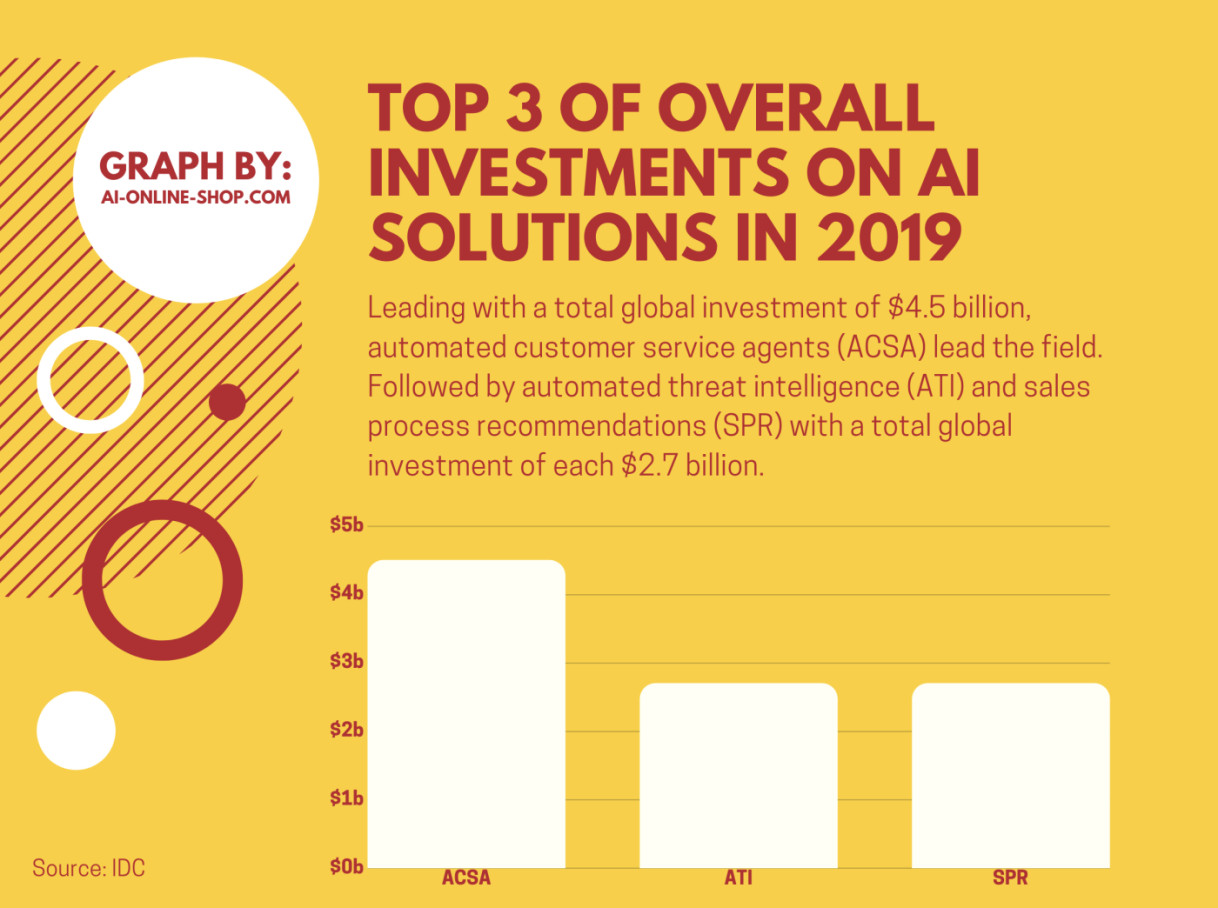 GRAPH BY:
AI-ONLINE-SHOP.COM
TOP 3 OF OVERALL
INVESTMENTS ON AI
SOLUTIONS IN 2019
Leading with a total global investment of $4.5 billion,
automated customer service agents (ACSA) lead the field.
Followed by automated threat intelligence (ATI) and sales
process recommendations (SPR) with a total global
investment of each $2.7 billion.
$5b
$4b
$3b
$2b
$1b
$0b
ACSA ATI SPR
Source: IDC